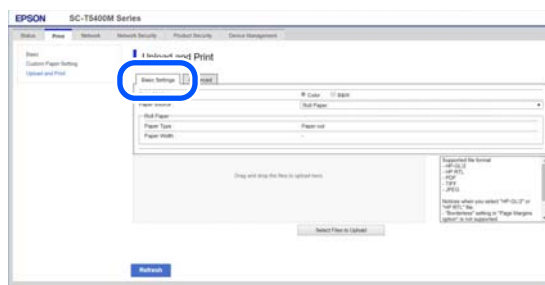 EPSON SC-T5400M Series
Status Print Network Network Security Product Security Device Management
Basic
Custom Paper Setting
Upload and Print
Upload and Print
Basic Settings
Color B&W
Roll Paper
Roll Paper
Paper Type Paper out
Paper Width -
Drag and drop the files to upload here.
Supported file format
- HP-GL/2
- HP RTL
- PDF
- TIFF
- JPEG
Notices when you select "HP-GL/2" or
"HP RTL" file
- "Borderless" setting in "Page Margins
option" is not supported
Select Files to Upload
Refresh